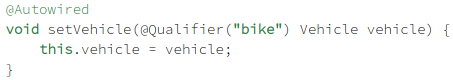 @Autowired
void setVehicle(@Qualifier("bike") Vehicle vehicle) {
    this.vehicle = vehicle;
}